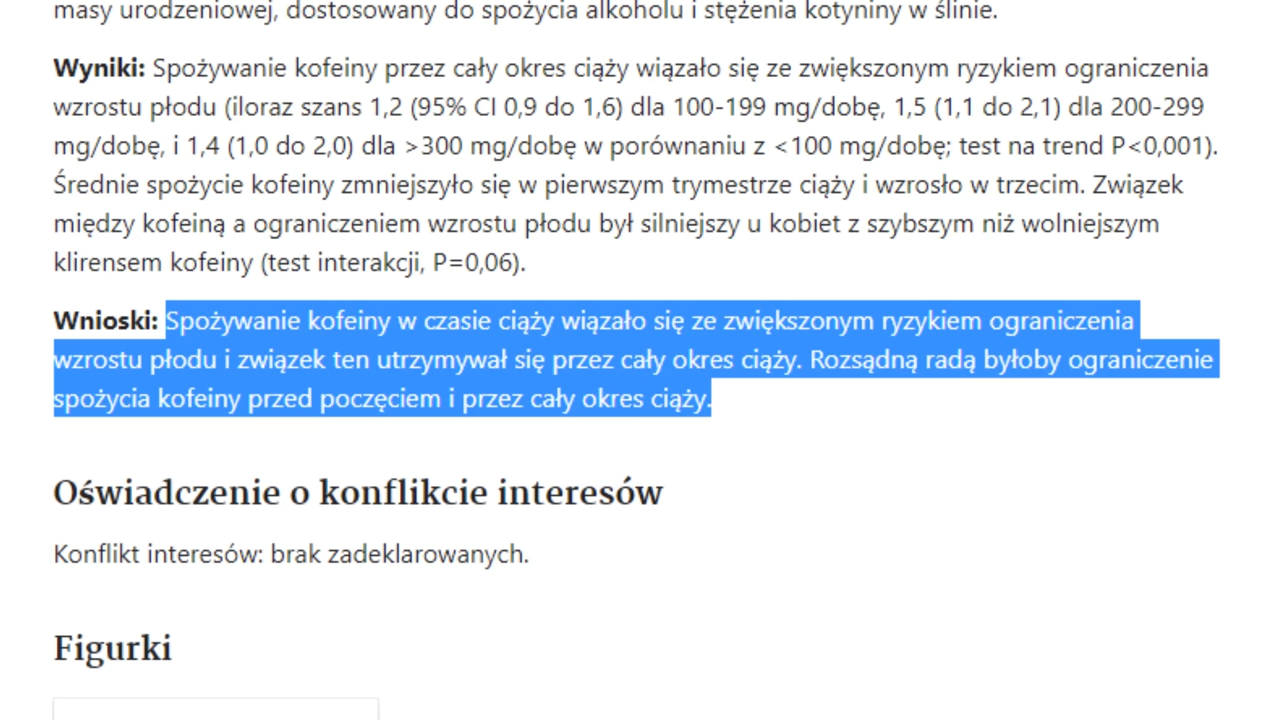 masy urodzeniowej, dostosowany do spożycia alkoholu i stężenia kotyniny w ślinie.
Wyniki: Spożywanie kofeiny przez cały okres ciąży wiązało się ze zwiększonym ryzykiem ograniczenia
wzrostu płodu (iloraz szans 1,2 (95% CI 0,9 do 1,6) dla 100-199 mg/dobę, 1,5 (1,1 do 2,1) dla 200-299
mg/dobę, i 1,4 (1,0 do 2,0) dla >300 mg/dobę w porównaniu z <100 mg/dobę; test na trend P<0,001).
Średnie spożycie kofeiny zmniejszyło się w pierwszym trymestrze ciąży i wzrosło w trzecim. Związek
między kofeiną a ograniczeniem wzrostu płodu był silniejszy u kobiet z szybszym niż wolniejszym
klirensem kofeiny (test interakcji, P=0,06).
Wnioski: Spożywanie kofeiny w czasie ciąży wiązało się ze zwiększonym ryzykiem ograniczenia
wzrostu płodu i związek ten utrzymywał się przez cały okres ciąży. Rozsądną radą byłoby ograniczenie
spożycia kofeiny przed poczęciem i przez cały okres ciąży.
Oświadczenie o konflikcie interesów
Konflikt interesów: brak zadeklarowanych.
Figurki